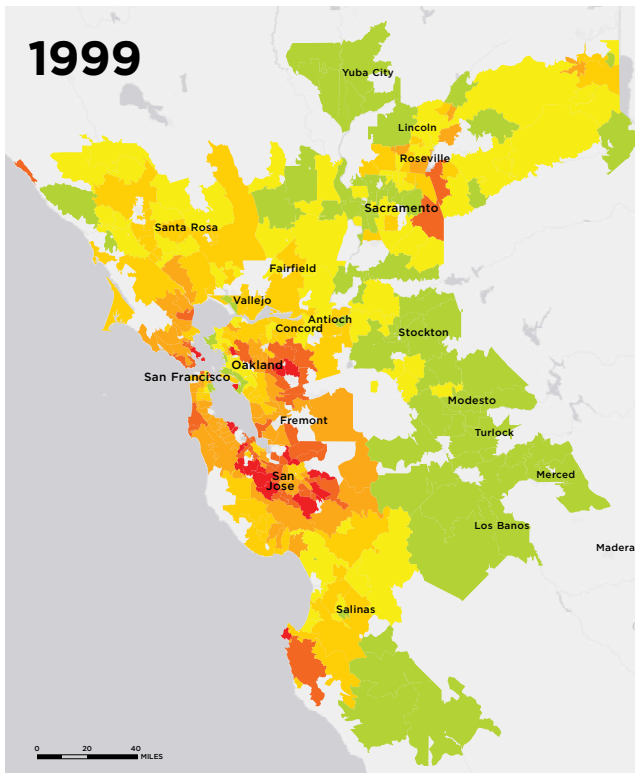 1999
Yuba City
Lincoln
Roseville
Sacramento
Santa Rosa
Fairfield
Vallejo
Antioch
Concord
Stockton
Oakland
San Francisco
Modesto
Fremont
Turlock
San
Jose
Merced
Los Banos
Madera
Salinas
0 20 40
MILES